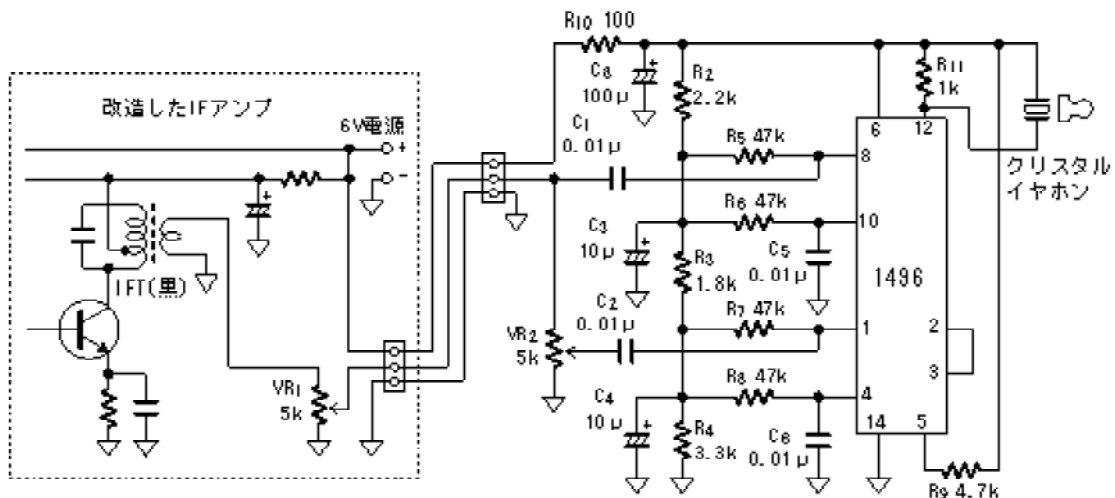 改造したIFアンプ
6V電源
+
-
IFT(黒)
VR1
5k
R10 100
C8
100μ
+
R2
2.2k
R11
1k
C1
0.01μ
R5 47k
6
12
8
クリスタル
イヤホン
R6 47k
10
C3
10μ
+
R3
1.8k
C5
0.01μ
1496
C2
0.01μ
R7 47k
1
2
VR2
5k
3
R8 47k
4
C4
10μ
+
R4
3.3k
C6
0.01μ
14
5
R9 4.7k